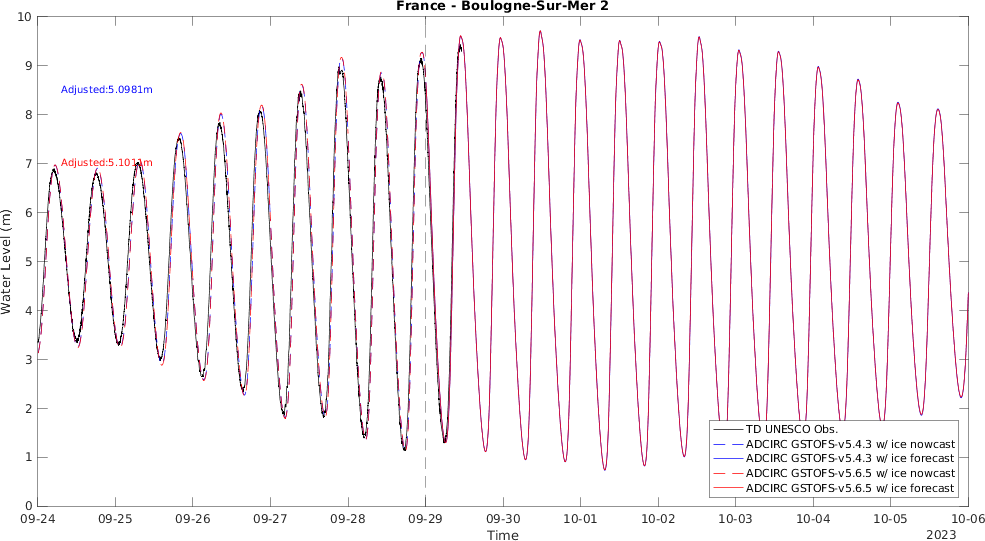 France - Boulogne-Sur-Mer 2
10
9
8
7
6
5
4
3
2
1
0
Water Level (m)
Adjusted:5.0981m
TD UNESCO Obs.
ADCIRC GSTOFS-v5.4.3 w/ ice nowcast
ADCIRC GSTOFS-v5.4.3 w/ ice forecast
ADCIRC GSTOFS-v5.6.5 w/ ice nowcast
ADCIRC GSTOFS-v5.6.5 w/ ice forecast
09-24 09-25 09-26 09-27 09-28 09-29 09-30 10-01 10-02 10-03 10-04 10-05 10-06
Time
2023